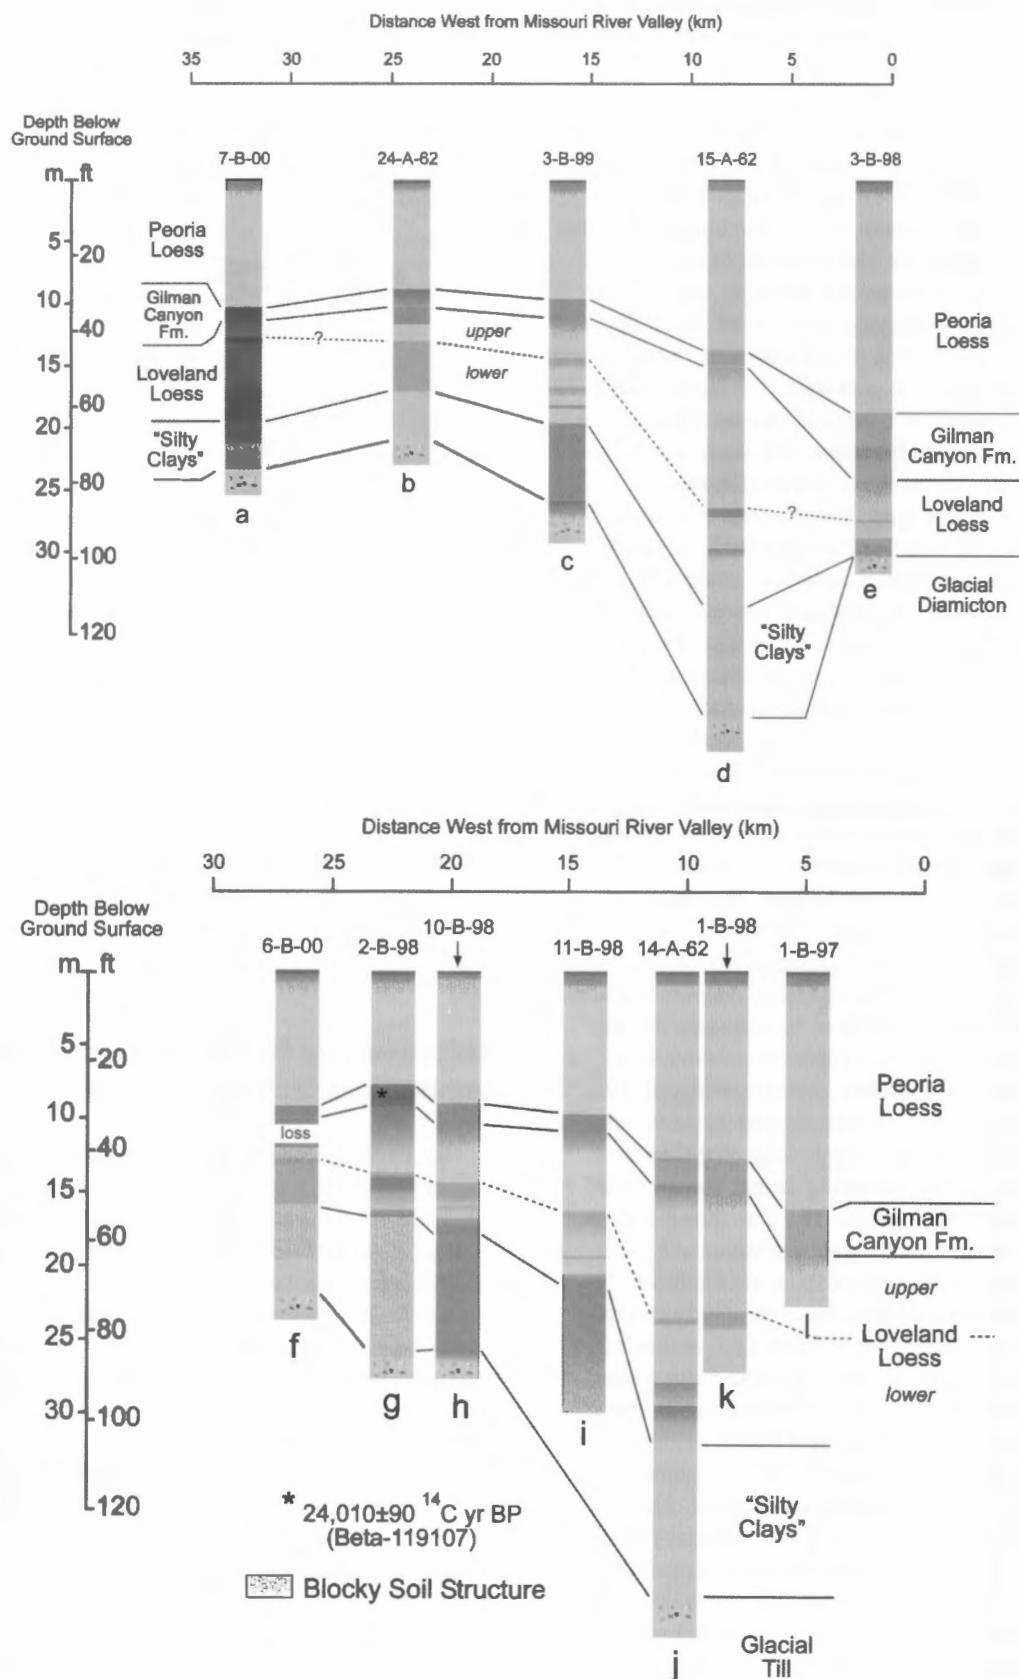 Distance West from Missouri River Valley (km)
35 30 25 20 15 10 5 0
Depth Below
Ground Surface
7-B-00 24-A-62 3-B-99 15-A-62 3-B-98
m ft
Peoria
Loess
5 20
Gilman
Canyon
Fm.
10
40
?
upper
lower
Peoria
Loess
15
Loveland
Loess
60
20
"Silty
Clays"
Gilman
Canyon Fm.
80
25
a
b
?
Loveland
Loess
30 100
c
e
Glacial
Diamicton
120
"Silty
Clays"
d
Distance West from Missouri River Valley (km)
30 25 20 15 10 5 0
Depth Below
Ground Surface
10-B-98 1-B-98
6-B-00 2-B-98 11-B-98 14-A-62 1-B-97
m ft
5 20
Peoria
Loess
*
10
loss
40
15
60
Gilman
Canyon Fm.
20
upper
80
25
f
l
Loveland
Loess
lower
g h
k
30 100
i
120
* 24,010±90 14C yr BP
(Beta-119107)
"Silty
Clays"
Blocky Soil Structure
j
Glacial
Till